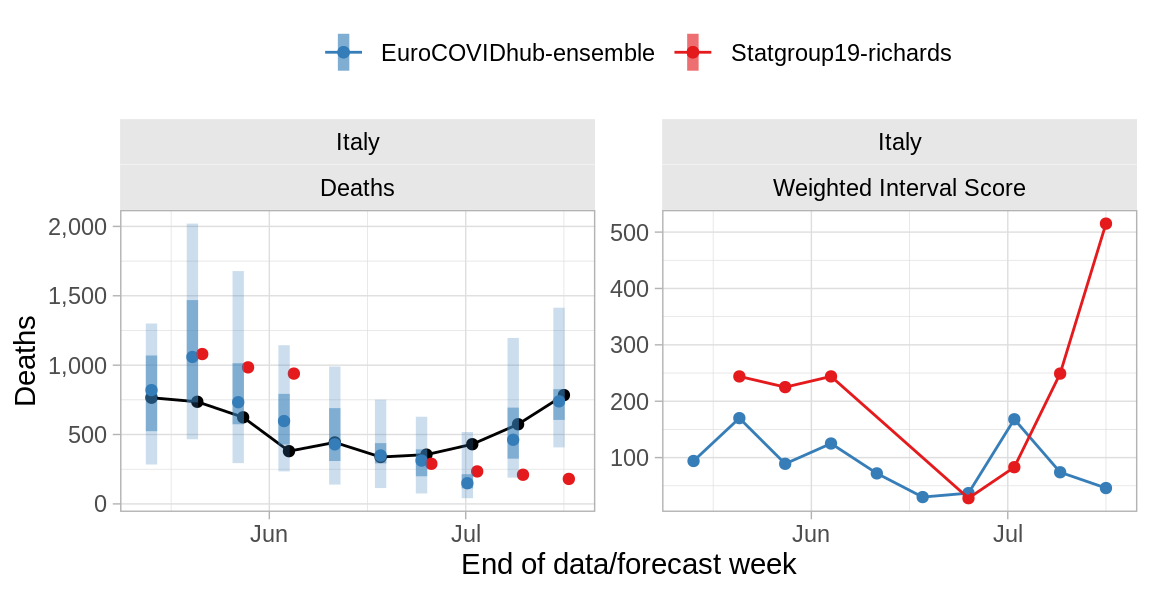 EuroCOVIDhub-ensemble Statgroup19-richards
Italy
Deaths
Italy
Weighted Interval Score
Deaths
2,000
1,500
1,000
500
0
500
400
300
200
100
Jun Jul
Jun Jul
End of data/forecast week